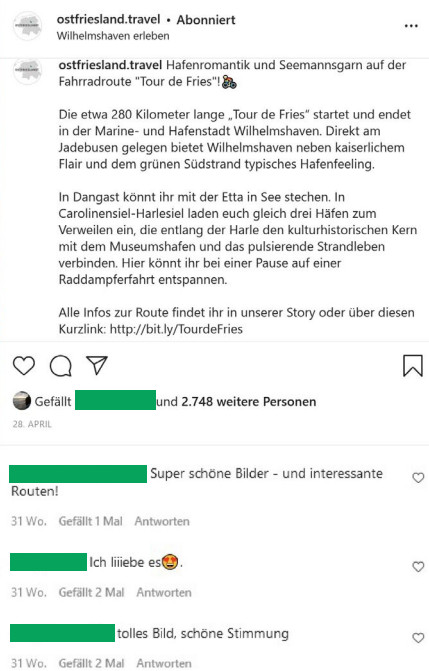 ostfriesland.travel • Abonniert
Wilhelmshaven erleben
ostfriesland.travel Hafenromantik und Seemannsgarn auf der
Fahrradroute "Tour de Fries"!🚴
Die etwa 280 Kilometer lange „Tour de Fries“ startet und endet
in der Marine- und Hafenstadt Wilhelmshaven. Direkt am
Jadebusen gelegen bietet Wilhelmshaven neben kaiserlichem
Flair und dem grünen Südstrand typisches Hafenfeeling.
In Dangast könnt ihr mit der Etta in See stechen. In
Carolinensiel-Harlesiel laden euch gleich drei Häfen zum
Verweilen ein, die entlang der Harle den kulturhistorischen Kern
mit dem Museumshafen und das pulsierende Strandleben
verbinden. Hier könnt ihr bei einer Pause auf einer
Raddampferfahrt entspannen.
Alle Infos zur Route findet ihr in unserer Story oder über diesen
Kurzlink: http://bit.ly/TourdeFries
Gefällt und 2.748 weitere Personen
28. APRIL
Super schöne Bilder - und interessante
Routen!
31 Wo. Gefällt 1 Mal Antworten
Ich liiiebe es😍.
31 Wo. Gefällt 2 Mal Antworten
tolles Bild, schöne Stimmung
31 Wo. Gefällt 2 Mal Antworten